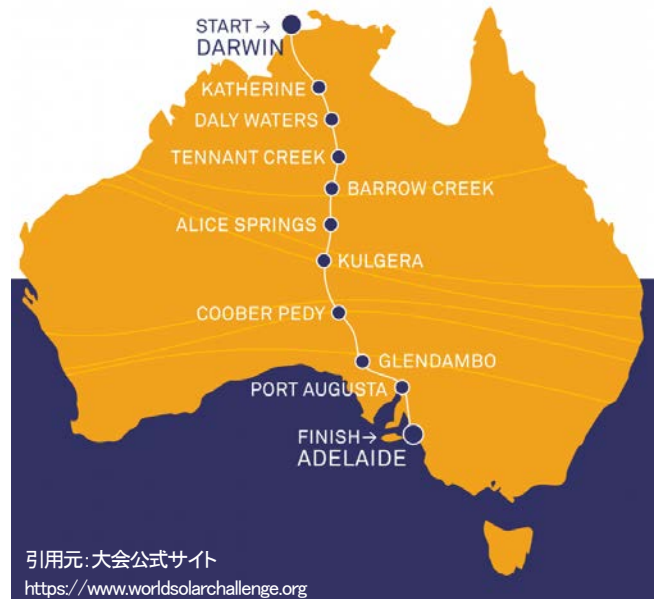 START→
DARWIN
KATHERINE
DALY WATERS
TENNANT CREEK
BARROW CREEK
ALICE SPRINGS
KULGERA
COOBER PEDY
GLENDAMBO
PORT AUGUSTA
FINISH→
ADELAIDE
引用元:大会公式サイト
https://www.worldsolarchallenge.org